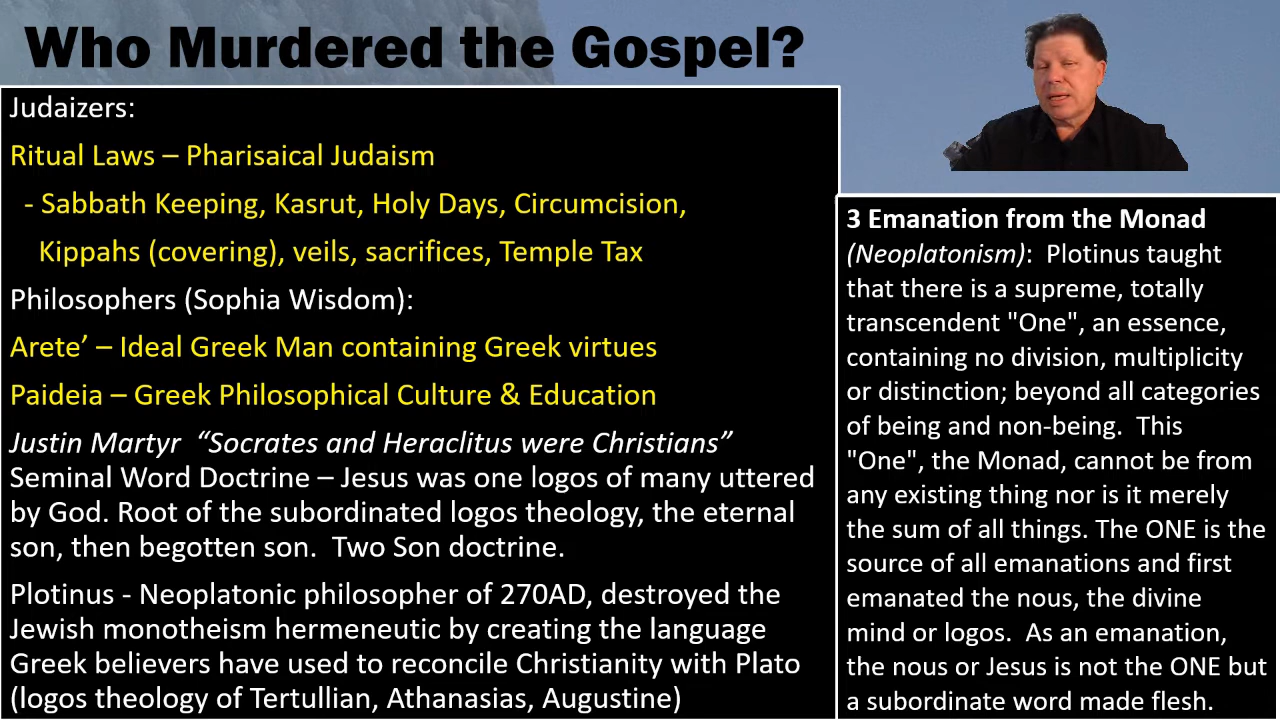 Who Murdered the Gospel?
Judaizers:
Ritual Laws – Pharisaical Judaism
- Sabbath Keeping, Kasrut, Holy Days, Circumcision,
Kippahs (covering), veils, sacrifices, Temple Tax
Philosophers (Sophia Wisdom):
Arete’ – Ideal Greek Man containing Greek virtues
Paideia – Greek Philosophical Culture & Education
Justin Martyr “Socrates and Heraclitus were Christians”
Seminal Word Doctrine – Jesus was one logos of many uttered
by God. Root of the subordinated logos theology, the eternal
son, then begotten son. Two Son doctrine.
Plotinus - Neoplatonic philosopher of 270AD, destroyed the
Jewish monotheism hermeneutic by creating the language
Greek believers have used to reconcile Christianity with Plato
(logos theology of Tertullian, Athanasias, Augustine)
3 Emanation from the Monad
(Neoplatonism): Plotinus taught
that there is a supreme, totally
transcendent "One", an essence,
containing no division, multiplicity
or distinction; beyond all categories
of being and non-being. This
"One", the Monad, cannot be from
any existing thing nor is it merely
the sum of all things. The ONE is the
source of all emanations and first
emanated the nous, the divine
mind or logos. As an emanation,
the nous or Jesus is not the ONE but
a subordinate word made flesh.